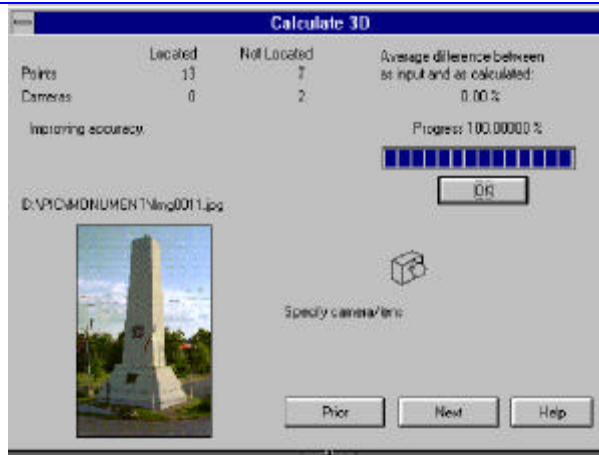 Calculate 3D
Located Not Located
Points 13 7
Cameras 0 2
Average difference between
as input and as calculated:
0.00 %
Improving accuracy.
Progress 100.00000 %
OK
D:\PIC\MONUMENT\Img0011.jpg
Specify camera/lens
Prior Next Help